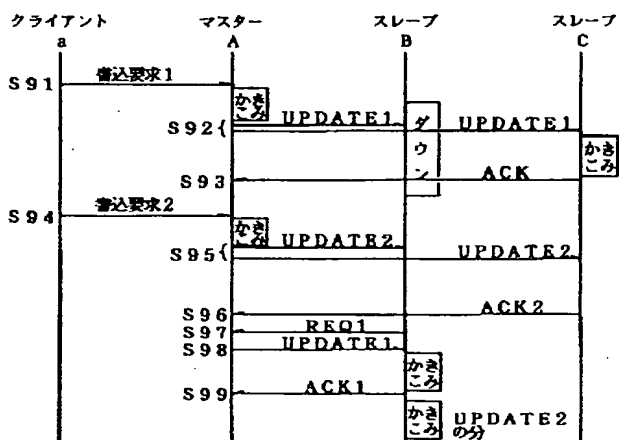 クライアント マスター スレーブ スレーブ
a A B C
S91 書込要求1
かき
こみ
S92{ UPDATE1 ダウン UPDATE1
かき
こみ
S93 ACK
S94 書込要求2
かき
こみ
S95{ UPDATE2 UPDATE2
S96 ACK2
S97 REQ1
S98 UPDATE1
かき
こみ
S99 ACK1
かき
こみ
UPDATE2
の分